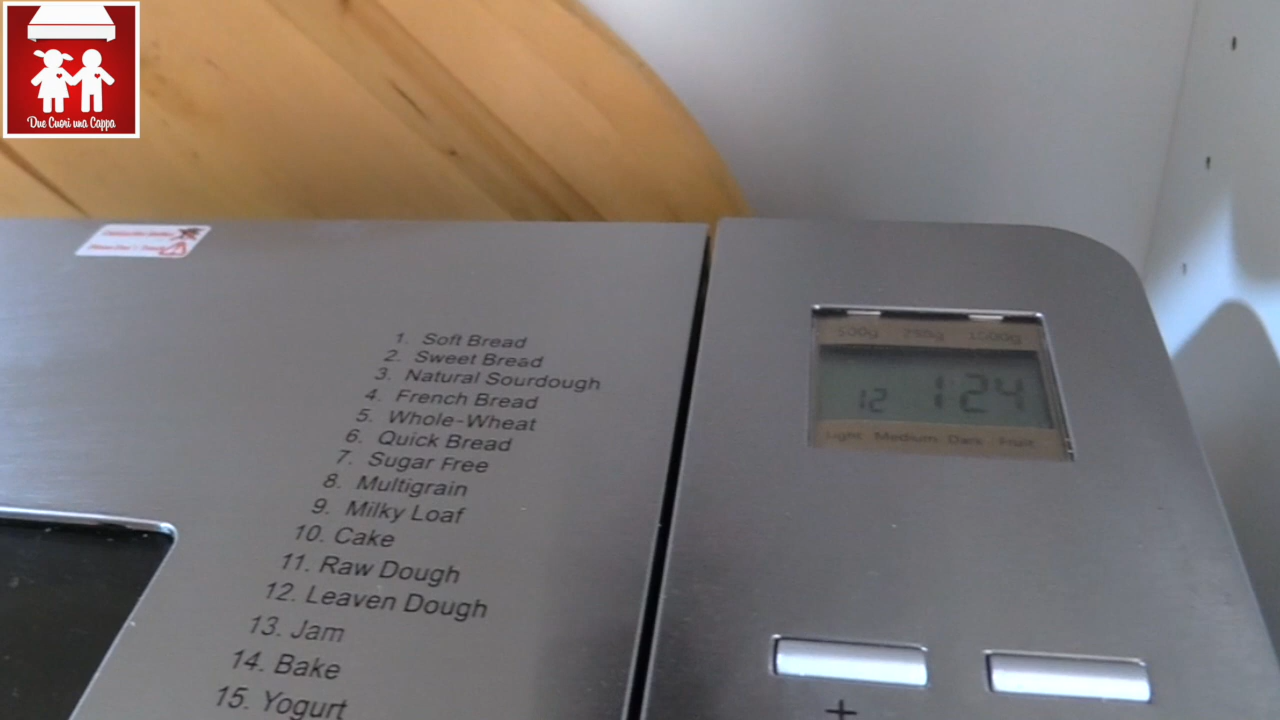 Due Cuori una Cappa
1. Soft Bread
2. Sweet Bread
3. Natural Sourdough
4. French Bread
5. Whole-Wheat
6. Quick Bread
7. Sugar Free
8. Multigrain
9. Milky Loaf
10. Cake
11. Raw Dough
12. Leaven Dough
13. Jam
14. Bake
15. Yogurt
500g 1000g
12 1:24
Light Medium Dark Fruit
+